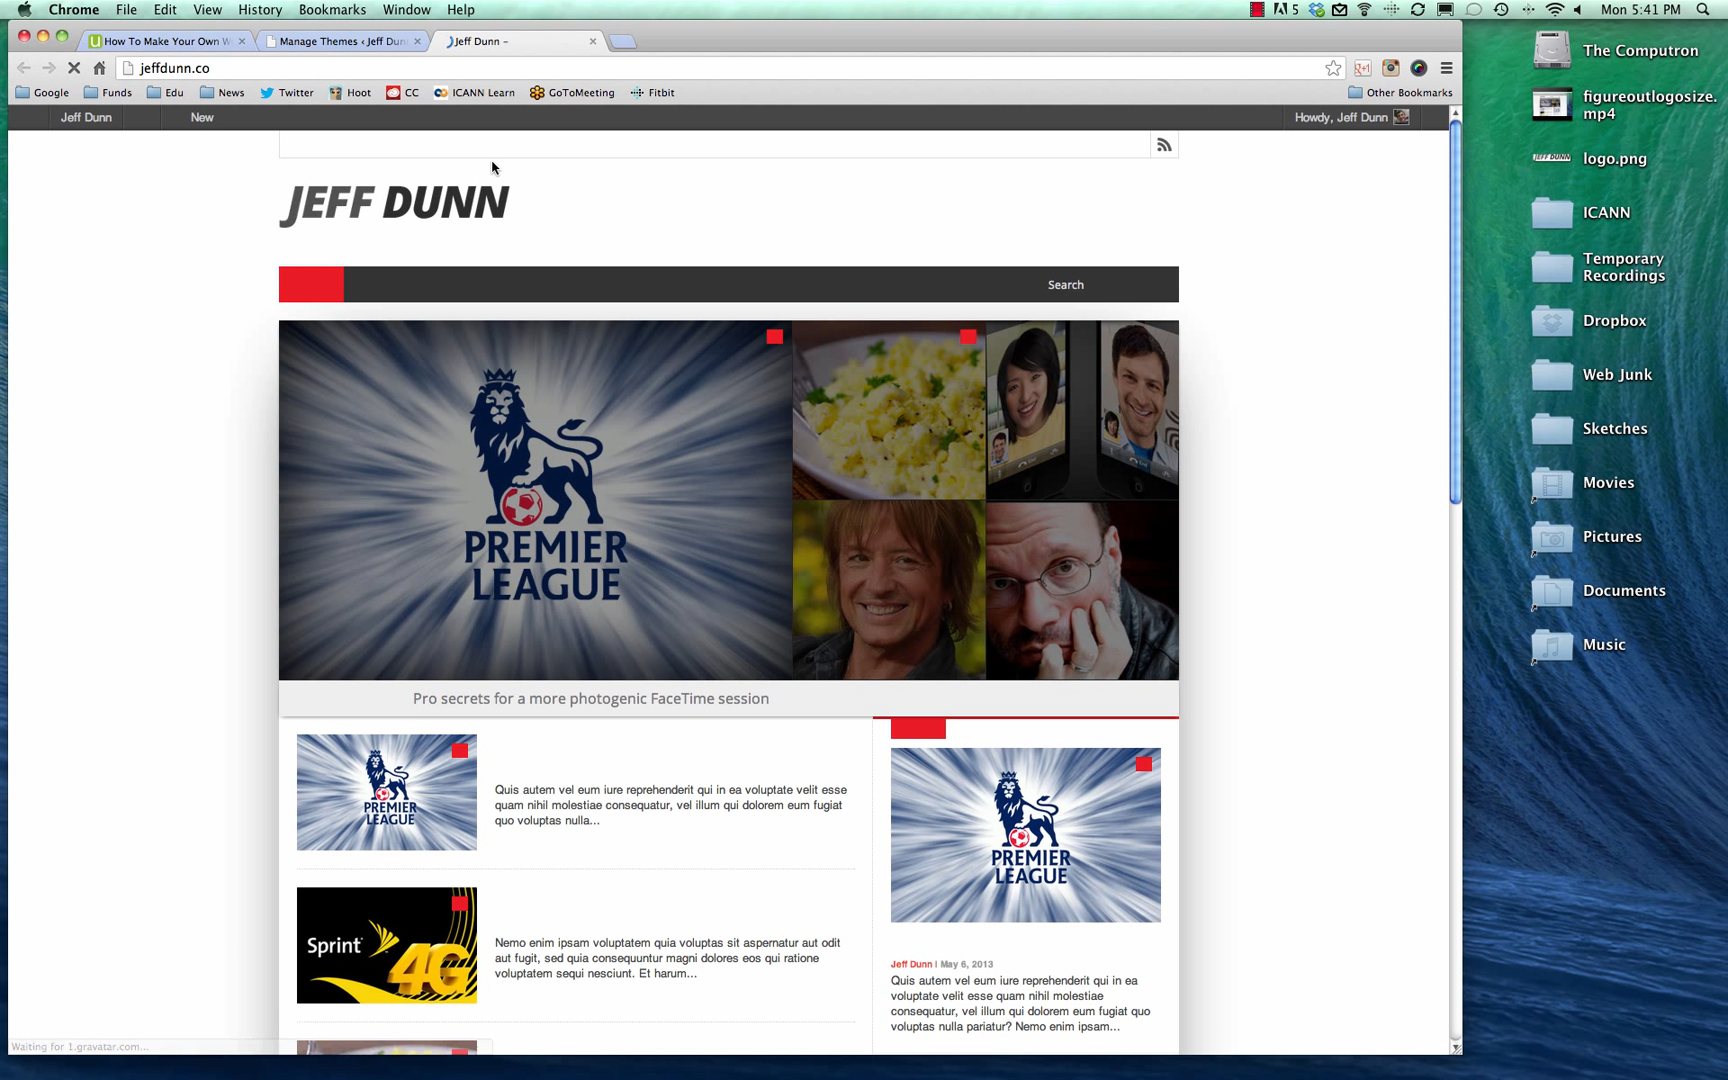 Chrome File Edit View History Bookmarks Window Help
5 Mon 5:41 PM
How To Make Your Own W
Manage Themes ‹ Jeff Dun
Jeff Dunn –
jeffdunn.co
Google Funds Edu News Twitter Hoot CC ICANN Learn GoToMeeting Fitbit Other Bookmarks
Jeff Dunn New Howdy, Jeff Dunn
JEFF DUNN
Search
PREMIER
LEAGUE
Pro secrets for a more photogenic FaceTime session
PREMIER
LEAGUE
Quis autem vel eum iure reprehenderit qui in ea voluptate velit esse
quam nihil molestiae consequatur, vel illum qui dolorem eum fugiat
quo voluptas nulla...
Sprint 4G
Nemo enim ipsam voluptatem quia voluptas sit aspernatur aut odit
aut fugit, sed quia consequuntur magni dolores eos qui ratione
voluptatem sequi nesciunt. Et harum...
PREMIER
LEAGUE
Jeff Dunn | May 6, 2013
Quis autem vel eum iure reprehenderit qui in ea
voluptate velit esse quam nihil molestiae
consequatur, vel illum qui dolorem eum fugiat quo
voluptas nulla pariatur? Nemo enim ipsam...
Waiting for 1.gravatar.com...
The Computron
figureoutlogosize.
mp4
JEFF DUNN
logo.png
ICANN
Temporary
Recordings
Dropbox
Web Junk
Sketches
Movies
Pictures
Documents
Music